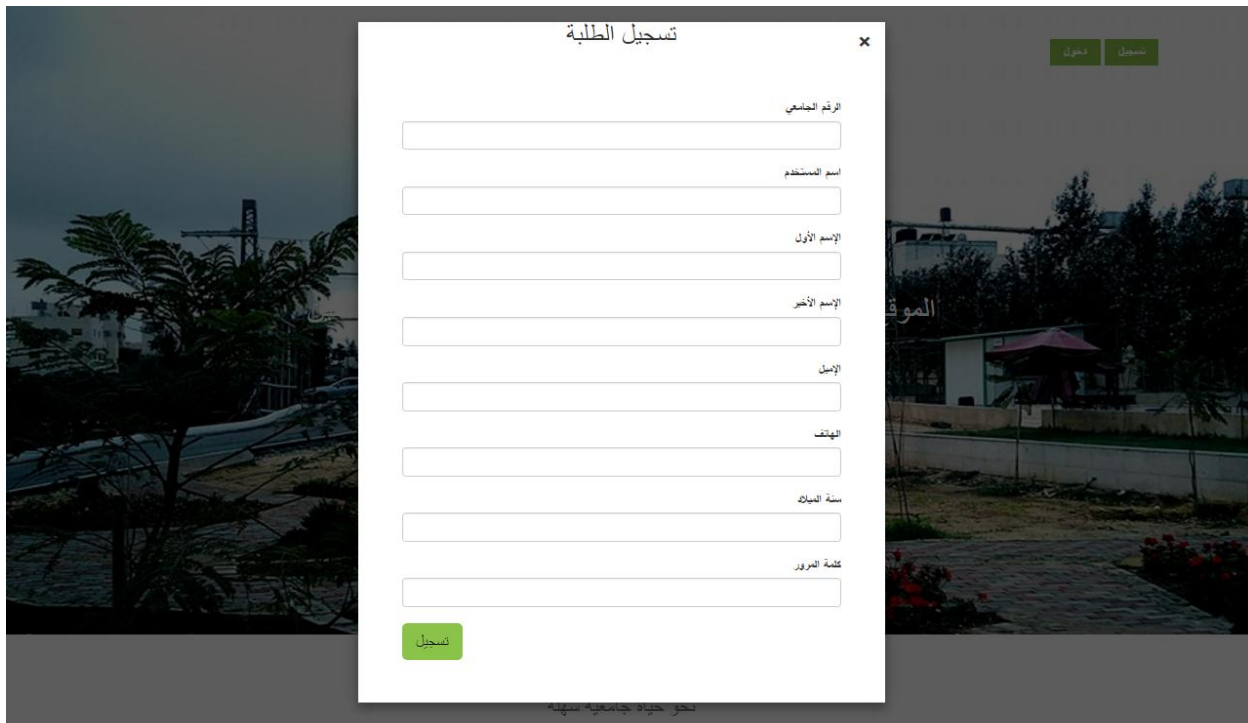 تسجيل الطلبة
×
تسجيل
دخول
الرقم الجامعي
اسم المستخدم
الإسم الأول
الإسم الأخير
الإميل
الهاتف
سنة الميلاد
كلمة المرور
تسجيل
نحو حياة جامعية سهلة